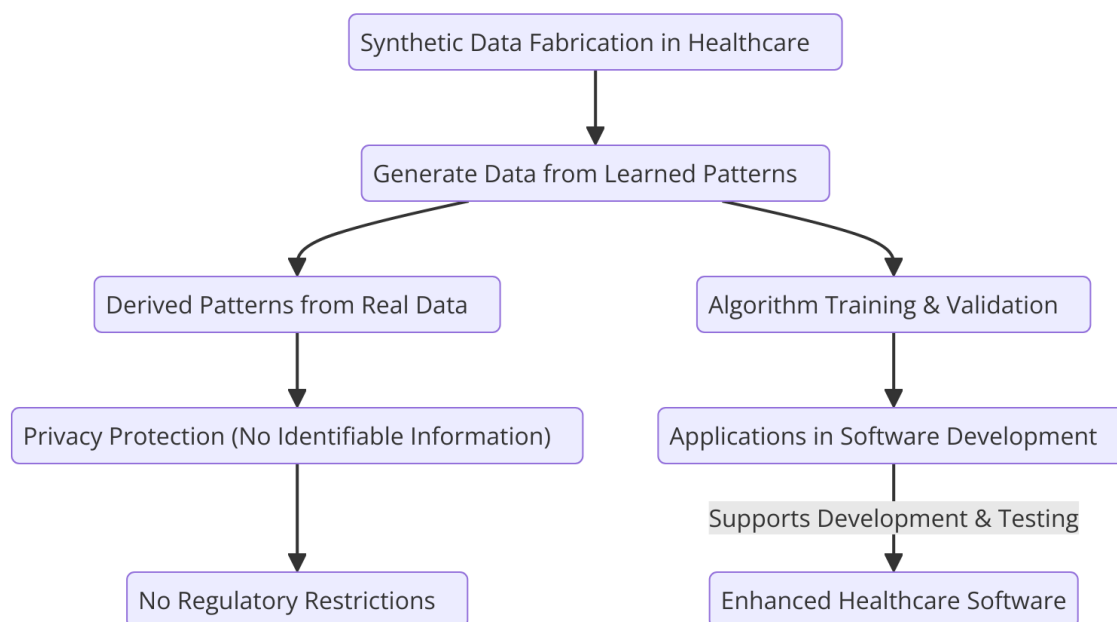 Synthetic Data Fabrication in Healthcare
Generate Data from Learned Patterns
Derived Patterns from Real Data
Algorithm Training & Validation
Privacy Protection (No Identifiable Information)
Applications in Software Development
Supports Development & Testing
No Regulatory Restrictions
Enhanced Healthcare Software